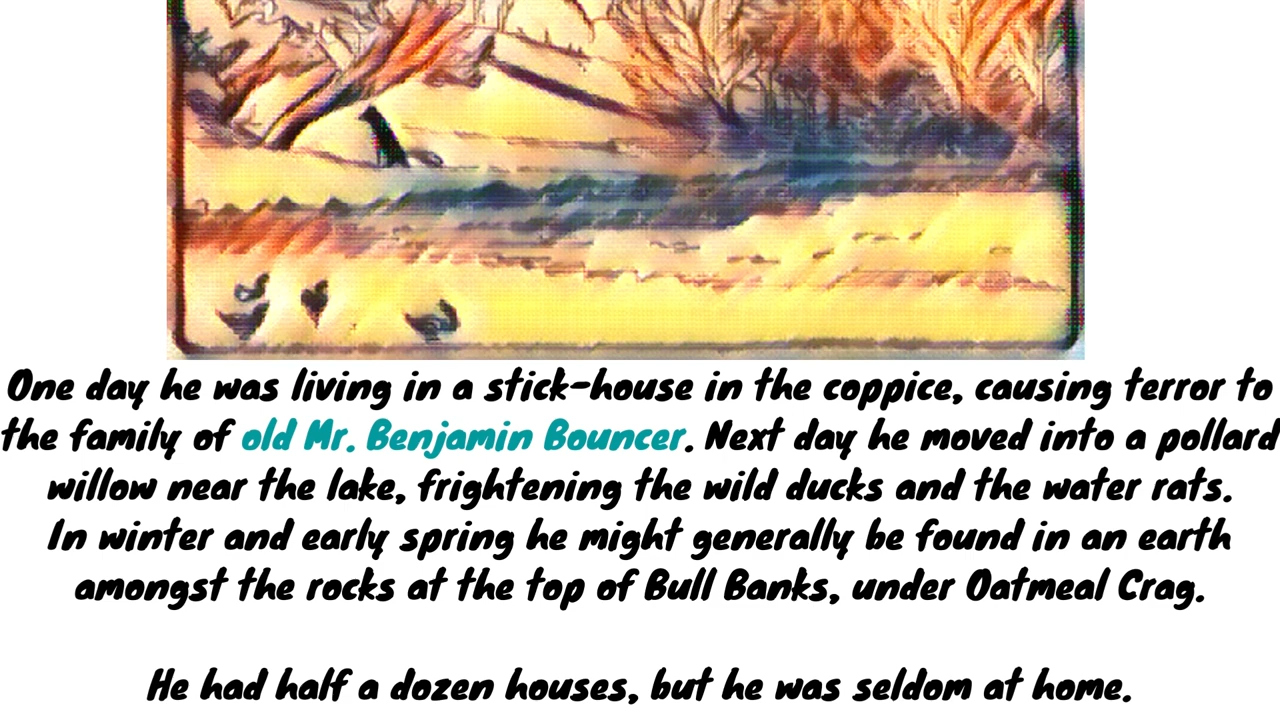 One day he was living in a stick-house in the coppice, causing terror to
the family of old Mr. Benjamin Bouncer. Next day he moved into a pollard
willow near the lake, frightening the wild ducks and the water rats.
In winter and early spring he might generally be found in an earth
amongst the rocks at the top of Bull Banks, under Oatmeal Crag.
He had half a dozen houses, but he was seldom at home.